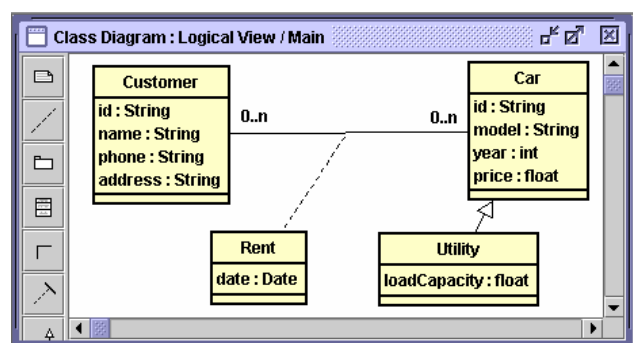 Class Diagram : Logical View / Main
Customer
id : String
name : String
phone : String
address : String
0..n
0..n
Car
id : String
model : String
year : int
price : float
Rent
date : Date
Utility
loadCapacity : float